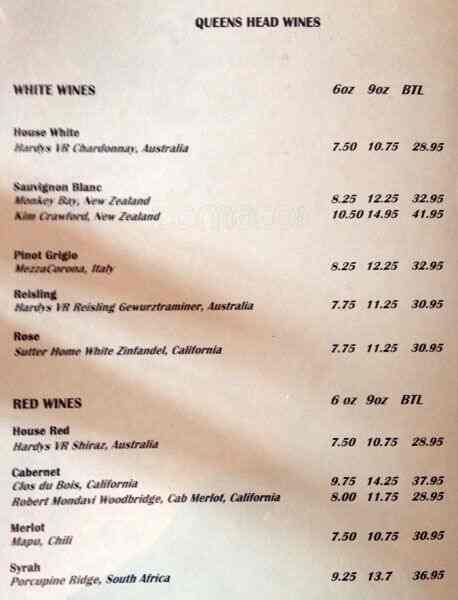 QUEENS HEAD WINES
WHITE WINES 6oz 9oz BTL
House White
Hardys VR Chardonnay, Australia 7.50 10.75 28.95
Sauvignon Blanc
Monkey Bay, New Zealand 8.25 12.25 32.95
Kim Crawford, New Zealand 10.50 14.95 41.95
Pinot Grigio
MezzaCorona, Italy 8.25 12.25 32.95
Reisling
Hardys VR Reisling Gewurztraminer, Australia 7.75 11.25 30.95
Rose
Sutter Home White Zinfandel, California 7.75 11.25 30.95
RED WINES 6 oz 9oz BTL
House Red
Hardys VR Shiraz, Australia 7.50 10.75 28.95
Cabernet
Clos du Bois, California 9.75 14.25 37.95
Robert Mondavi Woodbridge, Cab Merlot, California 8.00 11.75 28.95
Merlot
Mapu, Chili 7.50 10.75 30.95
Syrah
Porcupine Ridge, South Africa 9.25 13.7 36.95